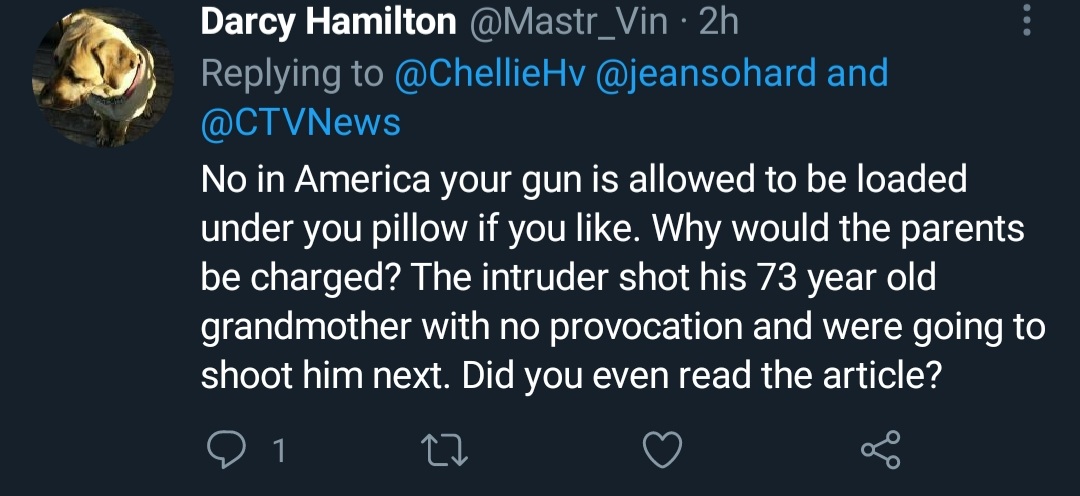 Darcy Hamilton @Mastr_Vin · 2h
Replying to @ChellieHv @jeansohard and
@CTVNews
No in America your gun is allowed to be loaded
under you pillow if you like. Why would the parents
be charged? The intruder shot his 73 year old
grandmother with no provocation and were going to
shoot him next. Did you even read the article?
1